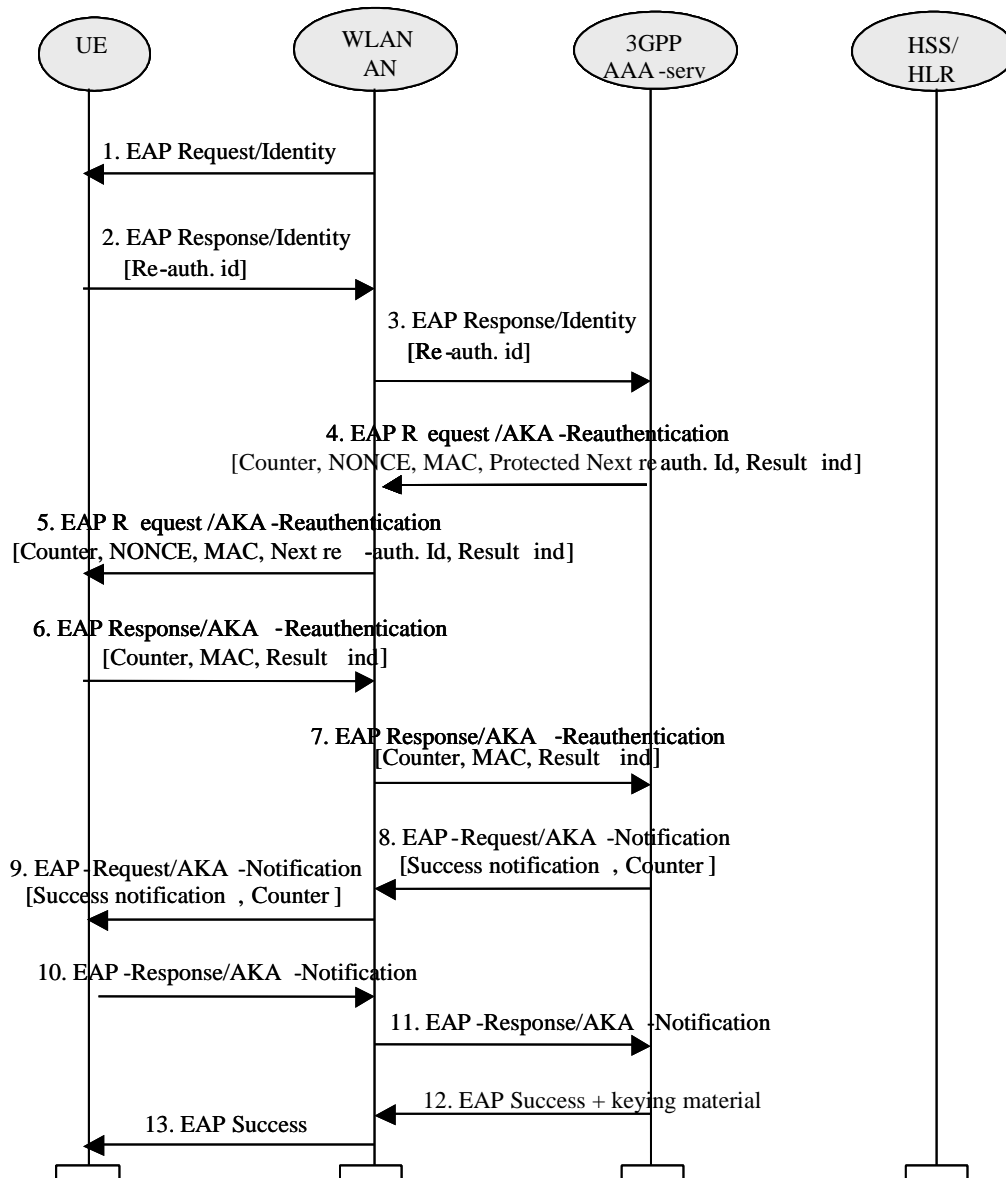 UE
WLAN
AN
3GPP
AAA-serv
HSS/
HLR
1. EAP Request/Identity
2. EAP Response/Identity
[Re-auth. id]
3. EAP Response/Identity
[Re-auth. id]
4. EAP R equest /AKA -Reauthentication
[Counter, NONCE, MAC, Protected Next re auth. Id, Result ind]
5. EAP R equest /AKA -Reauthentication
[Counter, NONCE, MAC, Next re -auth. Id, Result ind]
6. EAP Response/AKA -Reauthentication
[Counter, MAC, Result ind]
7. EAP Response/AKA -Reauthentication
[Counter, MAC, Result ind]
8. EAP -Request/AKA -Notification
[Success notification , Counter ]
9. EAP -Request/AKA -Notification
[Success notification , Counter ]
10. EAP -Response/AKA -Notification
11. EAP -Response/AKA -Notification
12. EAP Success + keying material
13. EAP Success